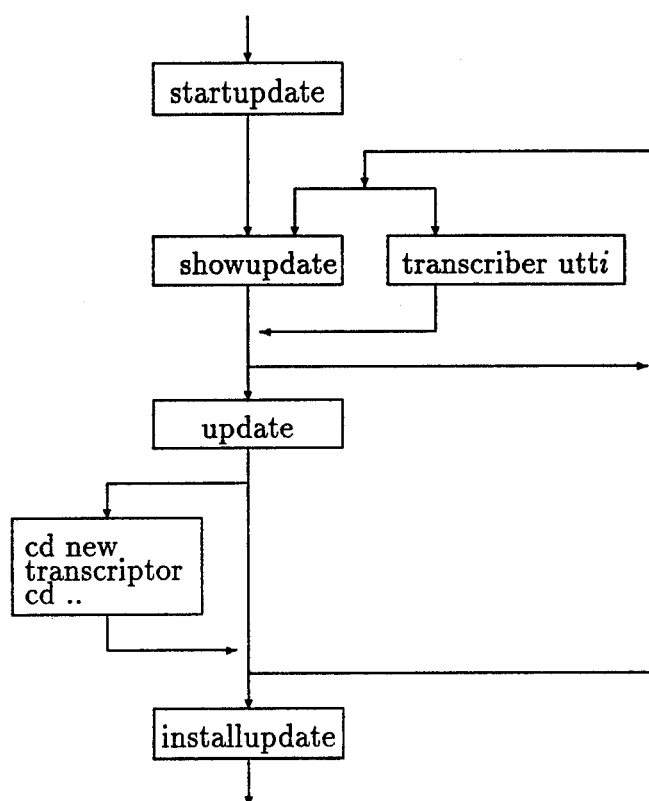 startupdate
showupdate
transcriber utti
update
cd new
transcriptor
cd ..
installupdate